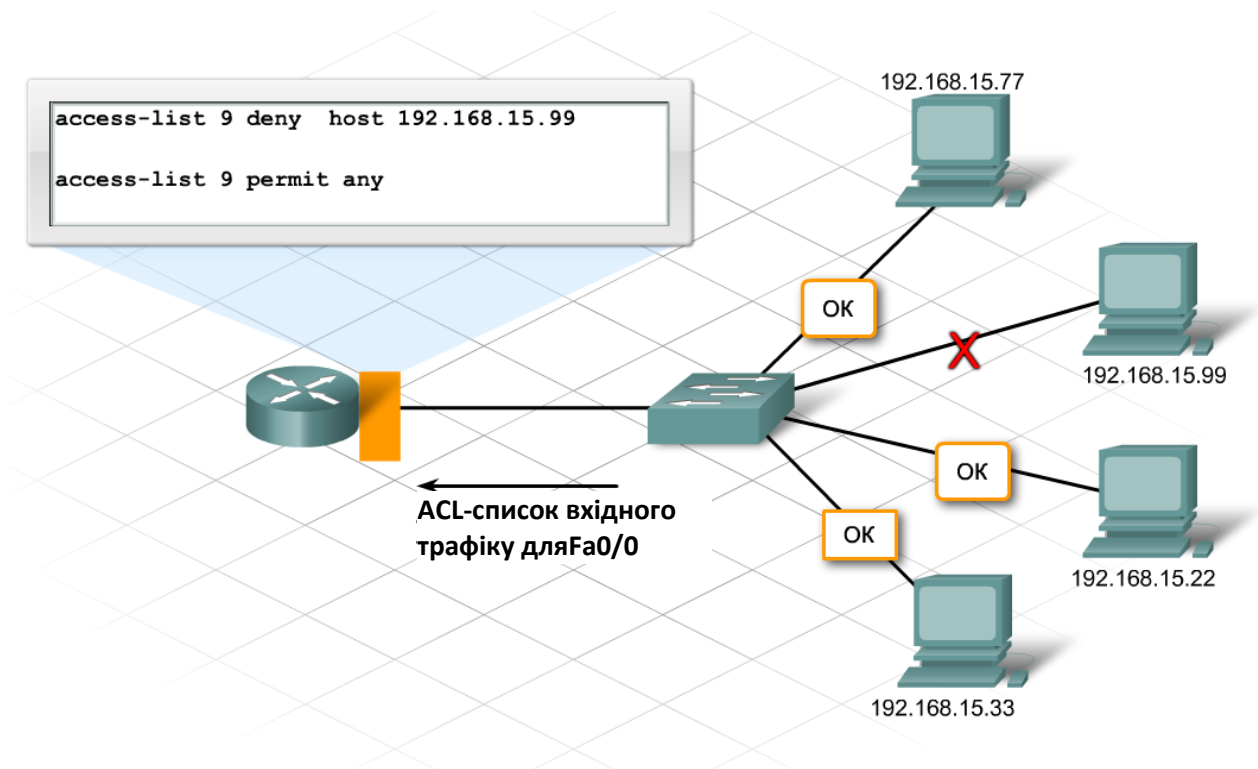 192.168.15.77
access-list 9 deny  host 192.168.15.99
access-list 9 permit any
OK
192.168.15.99
OK
ACL-список вхідного
трафіку дляFa0/0
OK
192.168.15.22
192.168.15.33